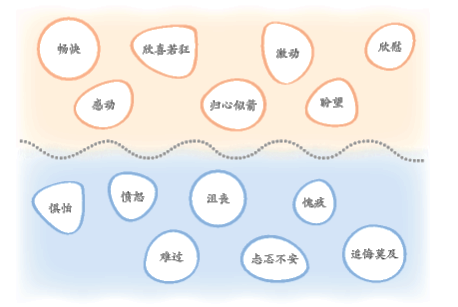 畅快 欣喜若狂 激动 欣慰
感动 归心似箭 盼望
惧怕 愤怒 沮丧 愧疚
难过 忐忑不安 追悔莫及